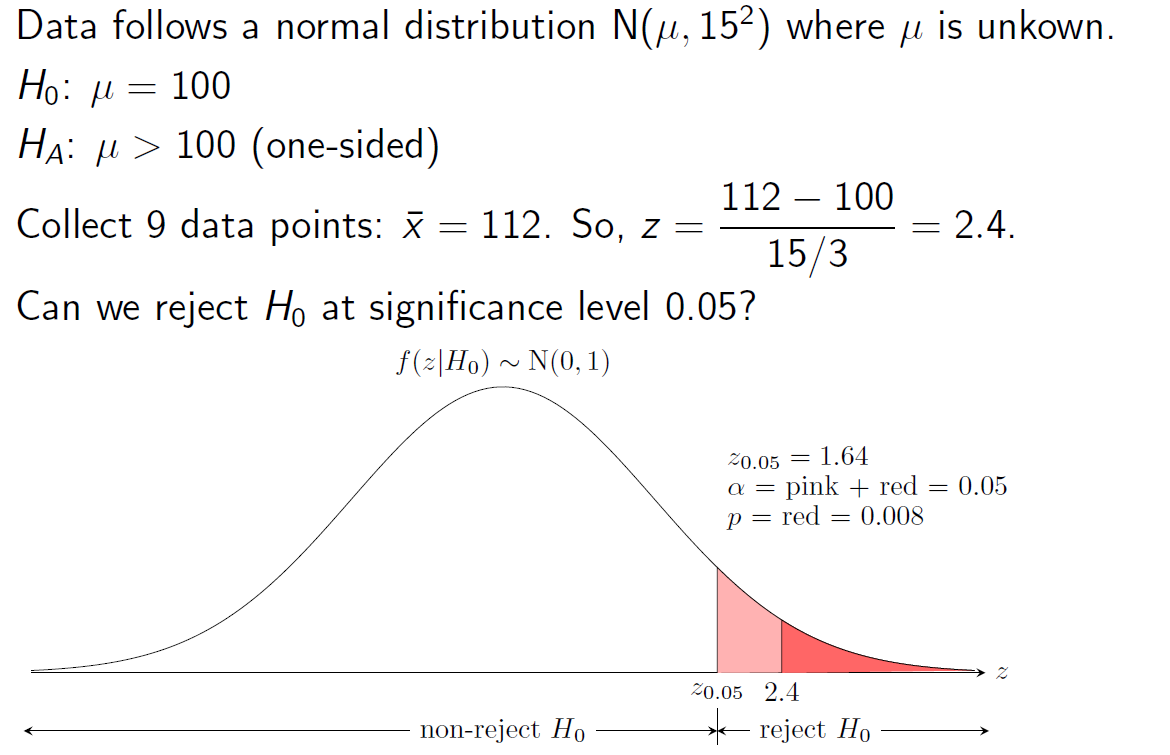 Data follows a normal distribution N(μ, 15²) where μ is unkown.
H₀: μ = 100
H_A: μ > 100 (one-sided)
Collect 9 data points: x̄ = 112. So, z = (112 − 100)/(15/3) = 2.4.
Can we reject H₀ at significance level 0.05?
f(z|H₀) ∼ N(0, 1)
z₀.₀₅ = 1.64
α = pink + red = 0.05
p = red = 0.008
z
z₀.₀₅ 2.4
non-reject H₀ reject H₀